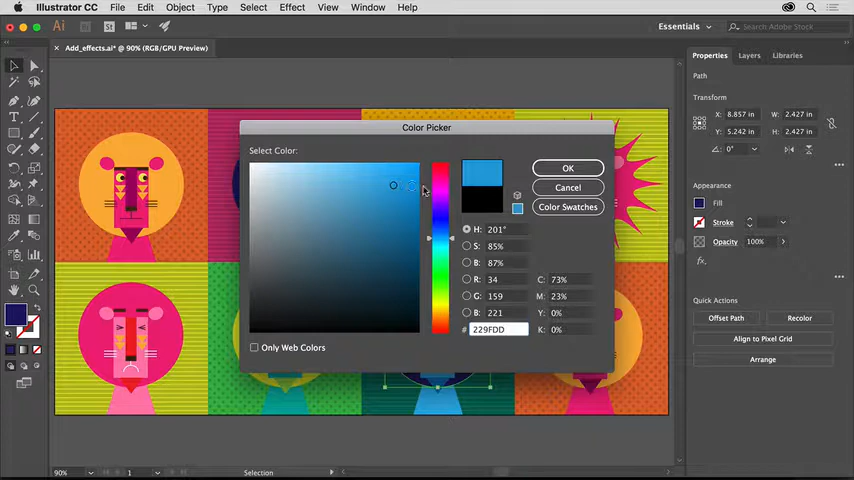 Illustrator CC File Edit Object Type Select Effect View Window Help
Ai St Essentials Search Adobe Stock
× Add_effects.ai* @ 90% (RGB/GPU Preview)
Properties Layers Libraries
Path
Transform
X: 8.857 in W: 2.427 in
Y: 5.242 in H: 2.427 in
0°
Appearance
Fill
Stroke
Opacity 100%
fx.
Quick Actions
Offset Path Recolor
Align to Pixel Grid
Arrange
Color Picker
Select Color:
OK
Cancel
Color Swatches
H: 201°
S: 85%
B: 87%
R: 34 C: 73%
G: 159 M: 23%
B: 221 Y: 0%
# 229FDD K: 0%
Only Web Colors
90% 1 Selection